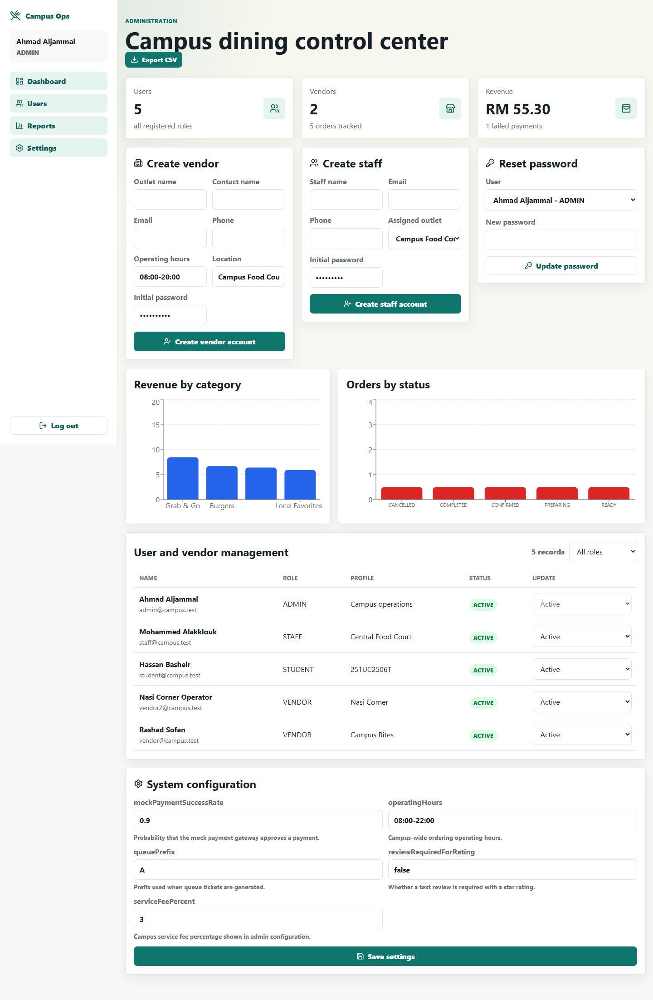 Campus Ops
Ahmad Aljammal
ADMIN
Dashboard
Users
Reports
Settings
Log out
ADMINISTRATION
Campus dining control center
Export CSV
Users
5
all registered roles
Vendors
2
5 orders tracked
Revenue
RM 55.30
1 failed payments
Create vendor
Outlet name Contact name
Email Phone
Operating hours Location
08:00-20:00 Campus Food Cou
Initial password
••••••••••
Create vendor account
Create staff
Staff name Email
Phone Assigned outlet
Campus Food Cou
Initial password
•••••••••
Create staff account
Reset password
User
Ahmad Aljammal - ADMIN
New password
Update password
Revenue by category
20
15
10
5
0
Grab & Go Burgers Local Favorites
Orders by status
4
3
2
1
0
CANCELLED COMPLETED CONFIRMED PREPARING READY
User and vendor management 5 records All roles
NAME ROLE PROFILE STATUS UPDATE
Ahmad Aljammal
admin@campus.test
ADMIN Campus operations ACTIVE Active
Mohammed Alakklouk
staff@campus.test
STAFF Central Food Court ACTIVE Active
Hassan Basheir
student@campus.test
STUDENT 251UC2506T ACTIVE Active
Nasi Corner Operator
vendor2@campus.test
VENDOR Nasi Corner ACTIVE Active
Rashad Sofan
vendor@campus.test
VENDOR Campus Bites ACTIVE Active
System configuration
mockPaymentSuccessRate
0.9
Probability that the mock payment gateway approves a payment.
operatingHours
08:00-22:00
Campus-wide ordering operating hours.
queuePrefix
A
Prefix used when queue tickets are generated.
reviewRequiredForRating
false
Whether a text review is required with a star rating.
serviceFeePercent
3
Campus service fee percentage shown in admin configuration.
Save settings